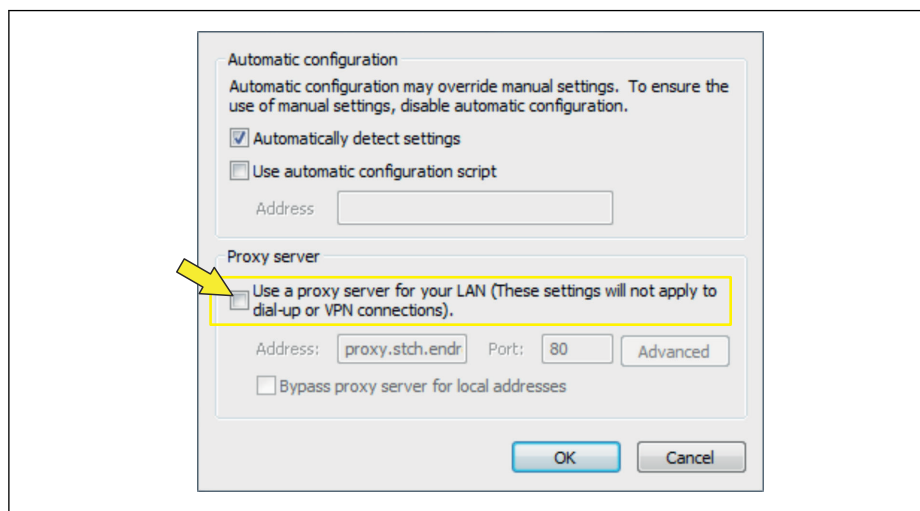 Automatic configuration
Automatic configuration may override manual settings. To ensure the
use of manual settings, disable automatic configuration.
Automatically detect settings
Use automatic configuration script
Address
Proxy server
Use a proxy server for your LAN (These settings will not apply to
dial-up or VPN connections).
Address: proxy.stch.endr Port: 80 Advanced
Bypass proxy server for local addresses
OK Cancel